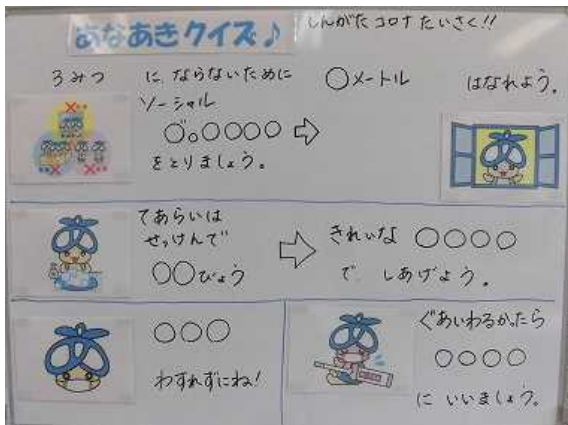 あなあきクイズ♪
しんがたコロナたいさく!!
3みつ
に、ならないために
ソーシャル
○゛。○○○○⇨
をとりましょう。
○メートル
はなれよう。
てあらいは
せっけんで
○○びょう
⇨
きれいな ○○○○
で しあげよう。
○○○
わすれずにね!
ぐあいわるかったら
○○○○
に いいましょう。